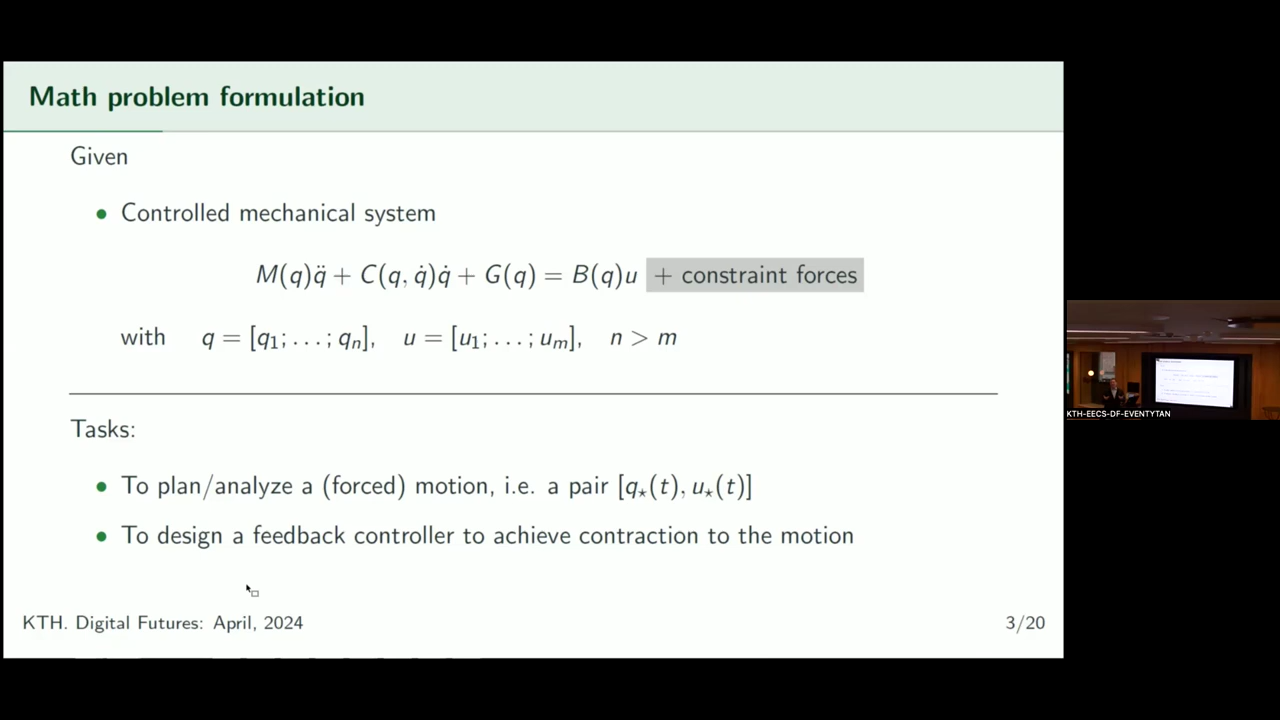 Math problem formulation
Given
• Controlled mechanical system
M(q)q̈ + C(q, q̇)q̇ + G(q) = B(q)u + constraint forces
with q = [q₁; . . . ; qₙ], u = [u₁; . . . ; uₘ], n > m
Tasks:
• To plan/analyze a (forced) motion, i.e. a pair [q⋆(t), u⋆(t)]
• To design a feedback controller to achieve contraction to the motion
KTH. Digital Futures: April, 2024
3/20
KTH-EECS-DF-EVENTYTAN